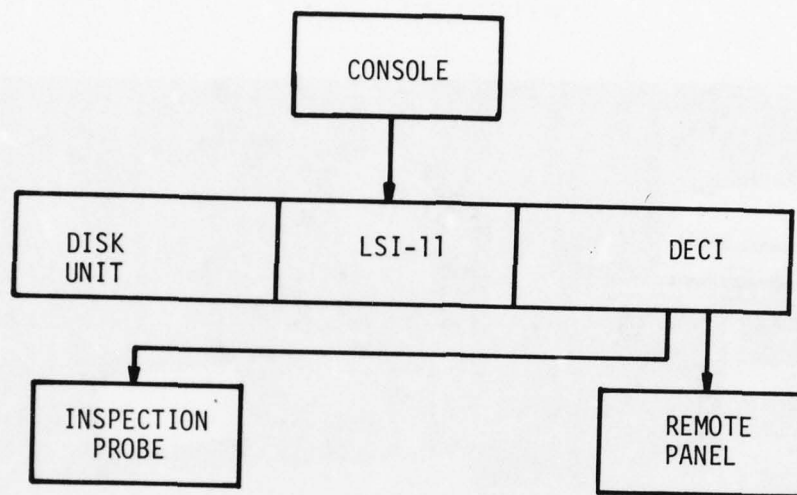 CONSOLE
DISK
UNIT
LSI-11
DECI
INSPECTION
PROBE
REMOTE
PANEL